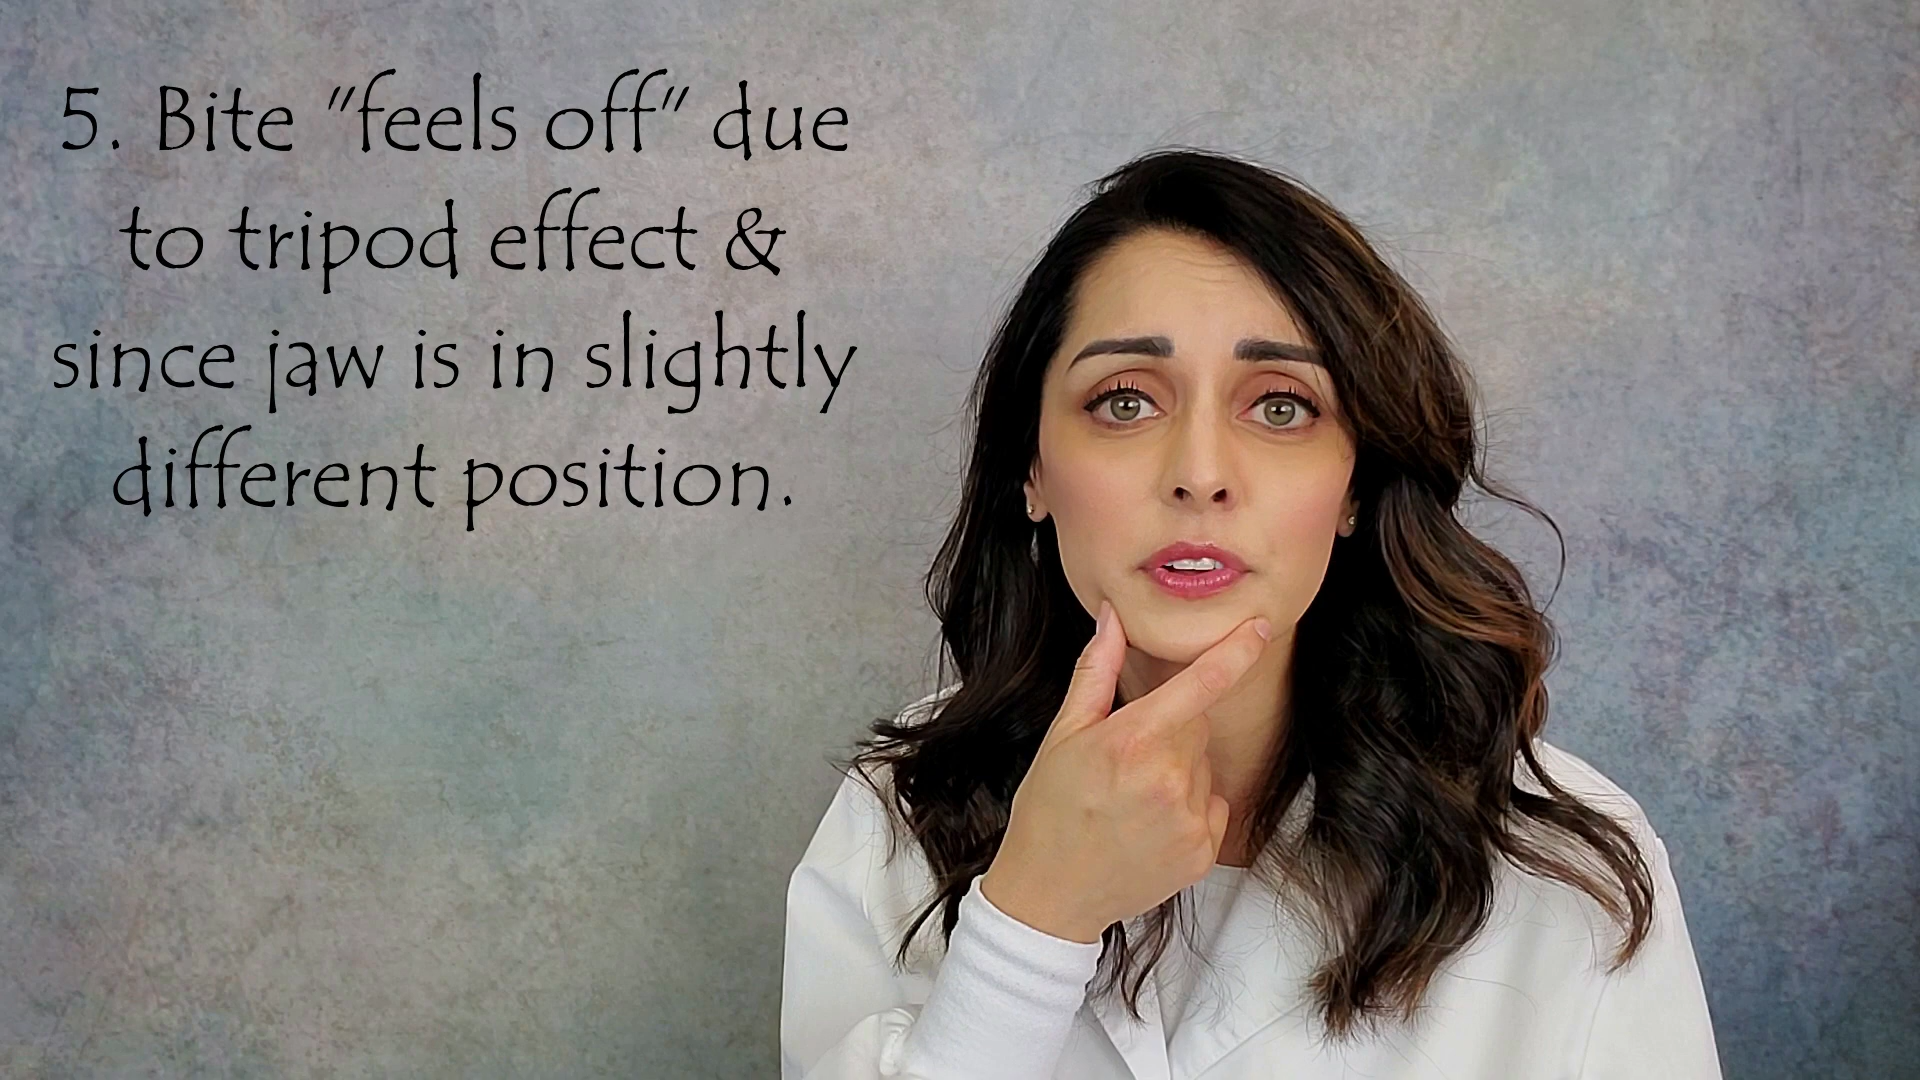 5. Bite "feels off" due
to tripod effect &
since jaw is in slightly
different position.